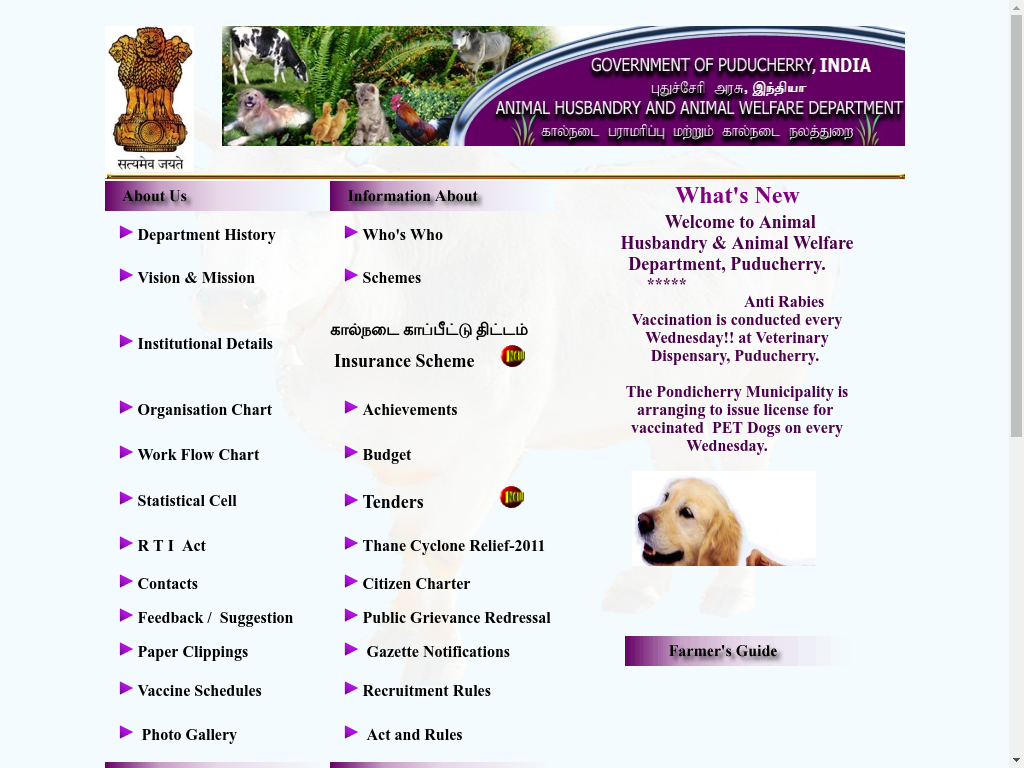 GOVERNMENT OF PUDUCHERRY, INDIA
புதுச்சேரி அரசு, இந்தியா
ANIMAL HUSBANDRY AND ANIMAL WELFARE DEPARTMENT
கால்நடை பராமரிப்பு மற்றும் கால்நடை நலத்துறை
सत्यमेव जयते
About Us
Department History
Vision & Mission
Institutional Details
Organisation Chart
Work Flow Chart
Statistical Cell
R T I Act
Contacts
Feedback / Suggestion
Paper Clippings
Vaccine Schedules
Photo Gallery
Information About
Who's Who
Schemes
கால்நடை காப்பீட்டு திட்டம்
Insurance Scheme
Achievements
Budget
Tenders
Thane Cyclone Relief-2011
Citizen Charter
Public Grievance Redressal
Gazette Notifications
Recruitment Rules
Act and Rules
What's New
Welcome to Animal
Husbandry & Animal Welfare
Department, Puducherry.
*****
Anti Rabies
Vaccination is conducted every
Wednesday!! at Veterinary
Dispensary, Puducherry.
The Pondicherry Municipality is
arranging to issue license for
vaccinated PET Dogs on every
Wednesday.
Farmer's Guide